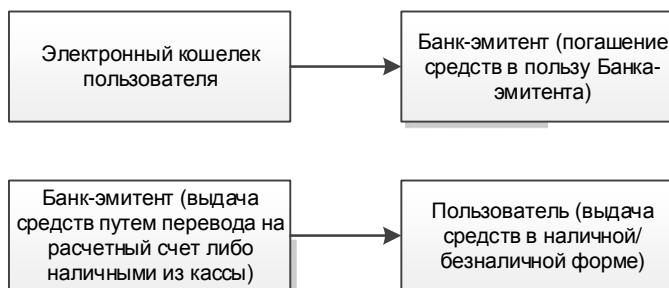 Электронный кошелек
пользователя
Банк-эмитент (погашение
средств в пользу Банка-
эмитента)
Банк-эмитент (выдача
средств путем перевода на
расчетный счет либо
наличными из кассы)
Пользователь (выдача
средств в наличной/
безналичной форме)